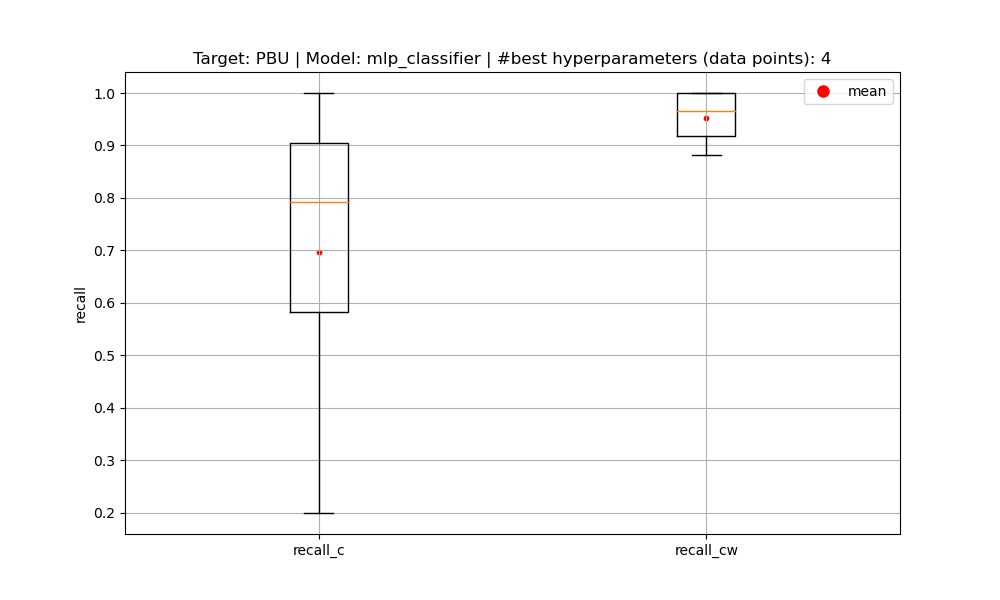 Target: PBU | Model: mlp_classifier | #best hyperparameters (data points): 4
mean
1.0
0.9
0.8
0.7
0.6
0.5
0.4
0.3
0.2
recall
recall_c
recall_cw